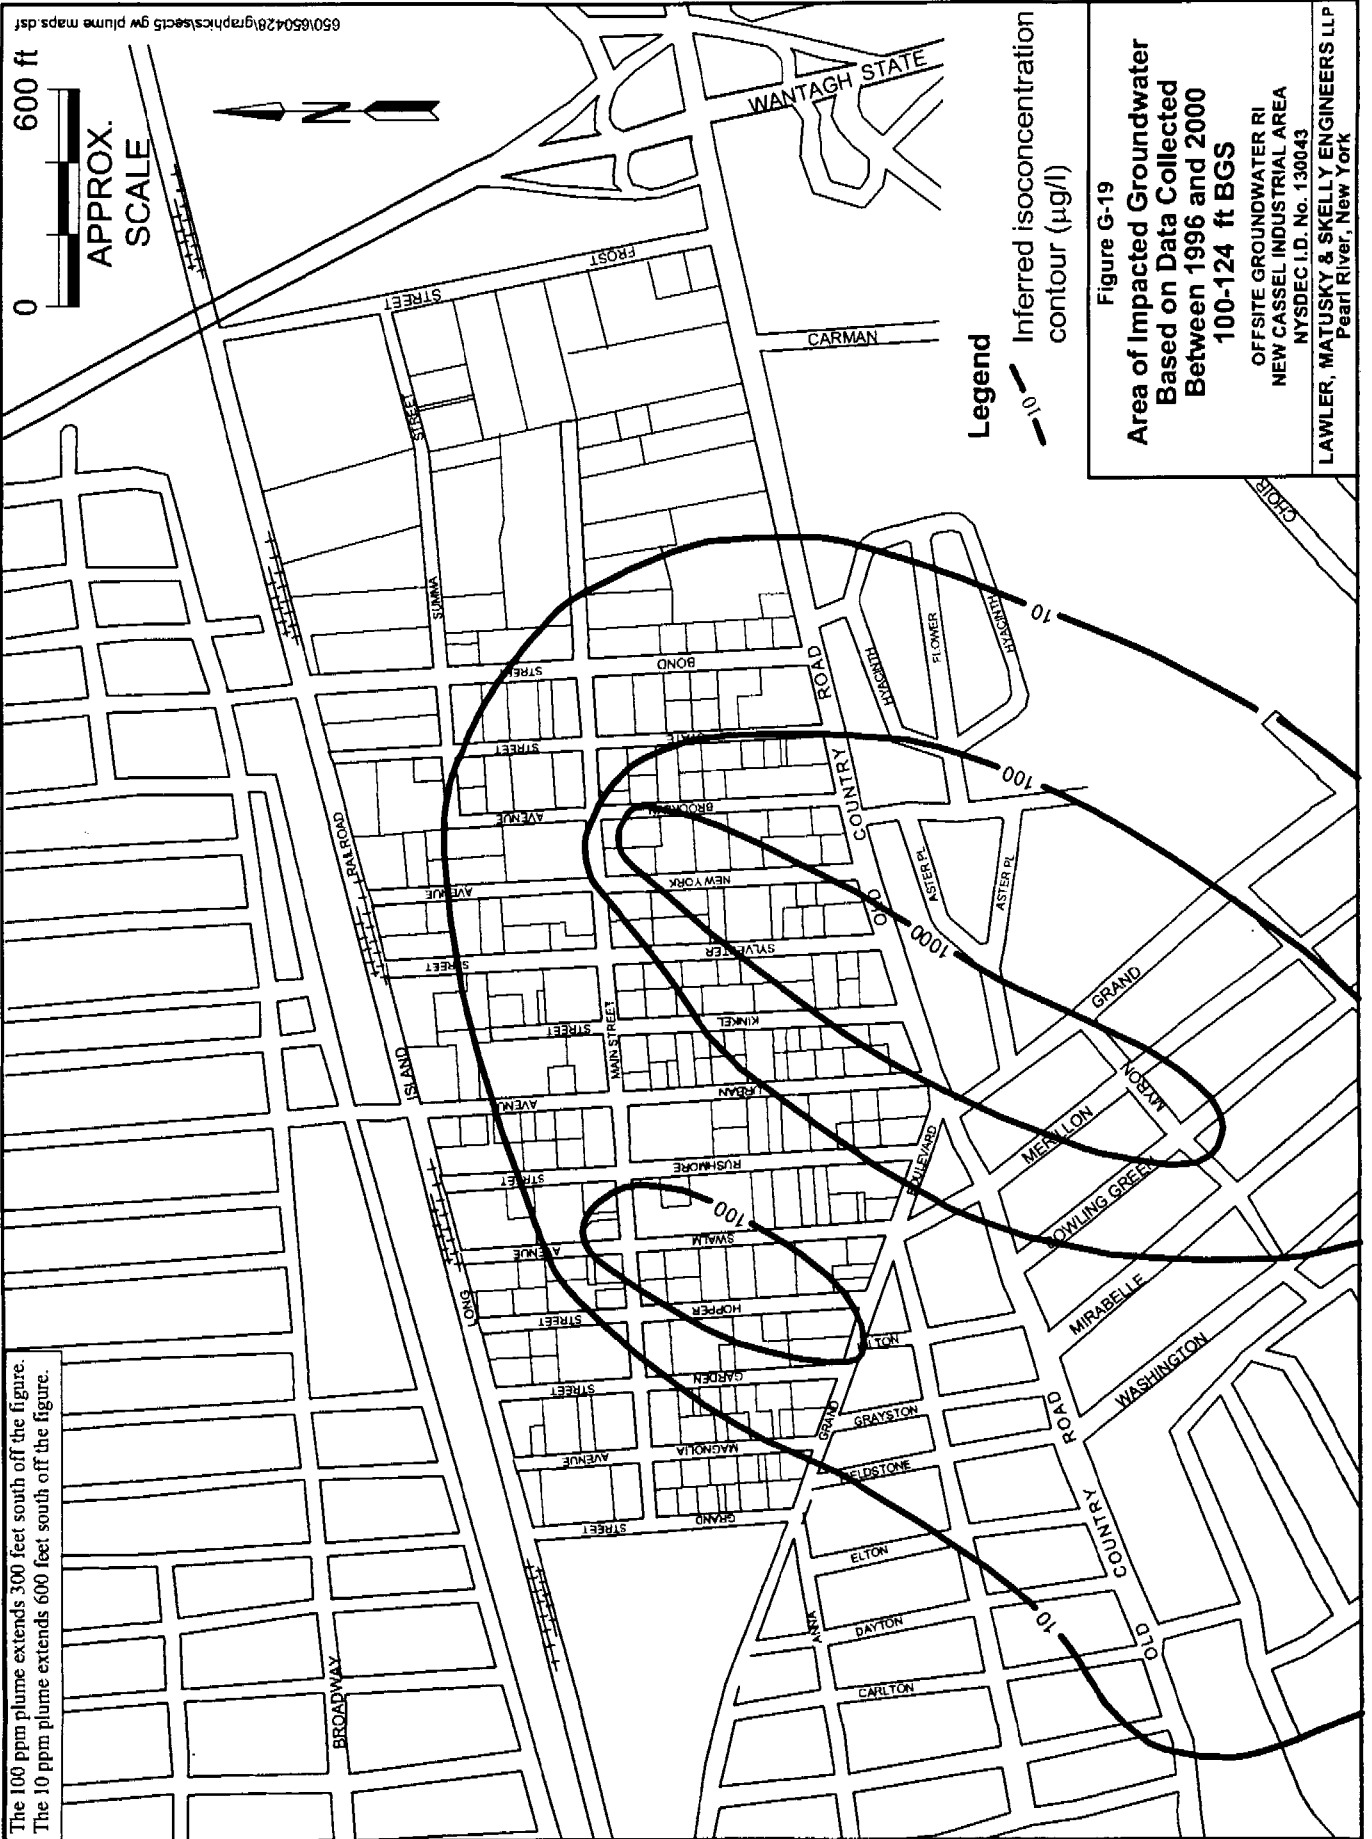 The 100 ppm plume extends 300 feet south off the figure.
The 10 ppm plume extends 600 feet south off the figure.
0 600 ft
APPROX.
SCALE
N
650\650428\graphics\sect5 gw plume maps.dsf
WANTAGH STATE
FROST
STREET
CARMAN
STREET
SUMMA
BOND
STREET
STREET
AVENUE
BROOKLYN
AVENUE
NEW YORK
STREET
SYLVESTER
STREET
KINKEL
MAIN STREET
AVENUE
URBAN
STREET
RUSHMORE
AVENUE
SWALM
STREET
HOPPER
STREET
GARDEN
AVENUE
MAGNOLIA
STREET
GRAND
LONG
ISLAND
RAILROAD
BROADWAY
ROAD
COUNTRY
OLD
HYACINTH
FLOWER
HYACINTH
ASTER PL
ASTER PL
GRAND
MYRON
MERILLON
BOWLING GREEN
MIRABELLE
WASHINGTON
BOULEVARD
GRAND
GRAYSTON
ELTON
DAYTON
ANNA
CARLTON
ROAD
COUNTRY
OLD
CHOIR
10
100
1000
100
10
Legend
10
Inferred isoconcentration
contour (µg/l)
Figure G-19
Area of Impacted Groundwater
Based on Data Collected
Between 1996 and 2000
100-124 ft BGS
OFFSITE GROUNDWATER RI
NEW CASSEL INDUSTRIAL AREA
NYSDEC I.D. No. 130043
LAWLER, MATUSKY & SKELLY ENGINEERS LLP
Pearl River, New York